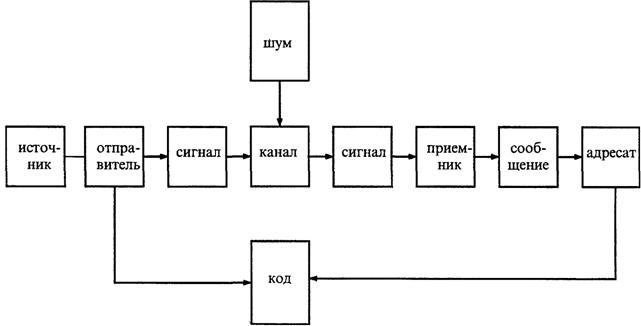 шум
источ-
ник
отпра-
витель
сигнал
канал
сигнал
прием-
ник
сооб-
щение
адресат
код